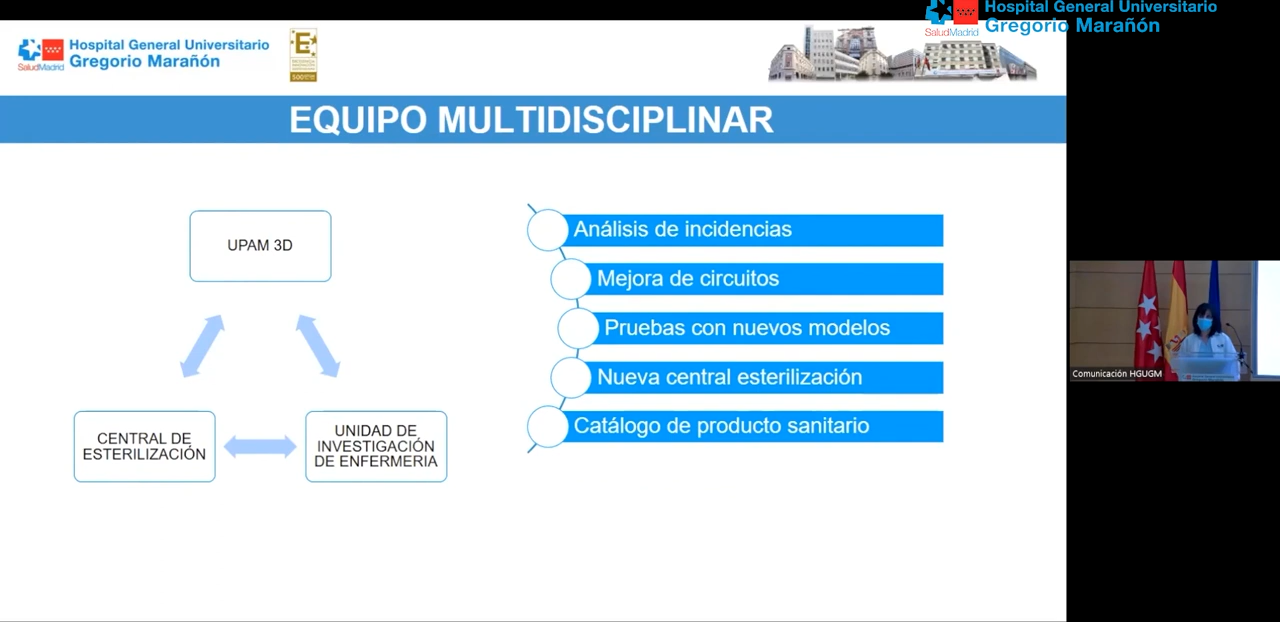 Hospital General Universitario
Gregorio Marañón
SaludMadrid
Hospital General Universitario
Gregorio Marañón
SaludMadrid
E
500
EQUIPO MULTIDISCIPLINAR
UPAM 3D
CENTRAL DE
ESTERILIZACIÓN
UNIDAD DE
INVESTIGACIÓN
DE ENFERMERIA
Análisis de incidencias
Mejora de circuitos
Pruebas con nuevos modelos
Nueva central esterilización
Catálogo de producto sanitario
Comunicación HGUGM